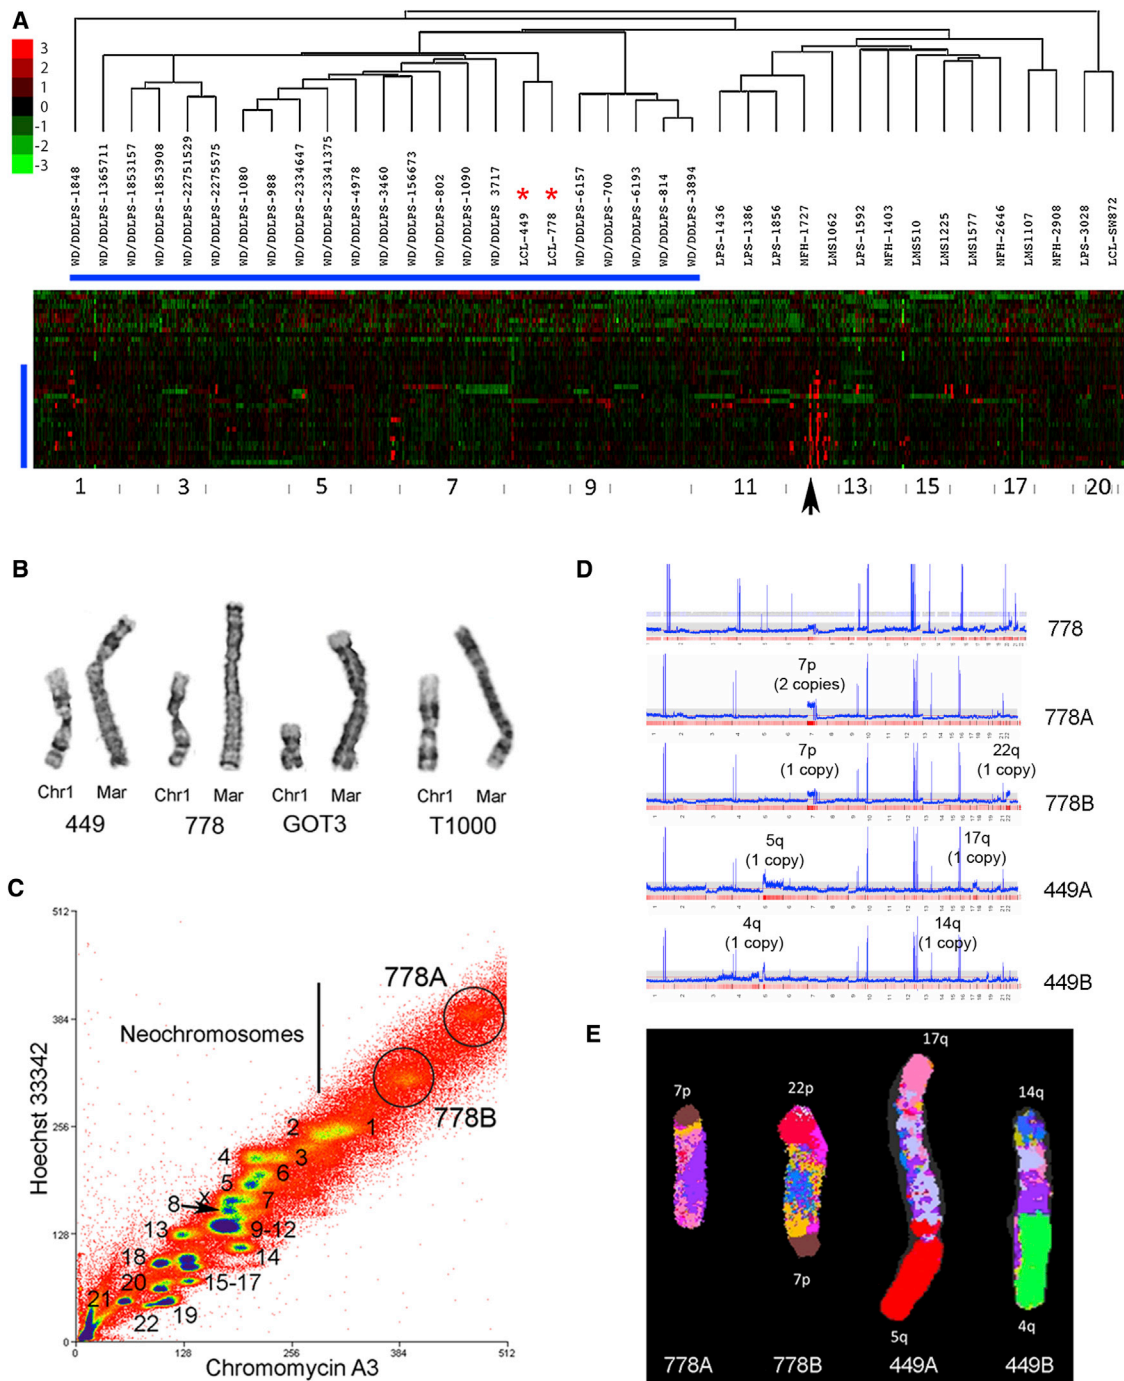 A
3
2
1
0
-1
-2
-3
WD/DDLPS-1848
WD/DDLPS-1365711
WD/DDLPS-1853157
WD/DDLPS-1853908
WD/DDLPS-22751529
WD/DDLPS-2275575
WD/DDLPS-1080
WD/DDLPS-988
WD/DDLPS-2334647
WD/DDLPS-23341375
WD/DDLPS-4978
WD/DDLPS-3460
WD/DDLPS-156673
WD/DDLPS-802
WD/DDLPS-1090
WD/DDLPS 3717
* LCL-449
* LCL-778
WD/DDLPS-6157
WD/DDLPS-700
WD/DDLPS-6193
WD/DDLPS-814
WD/DDLPS-3894
LPS-1436
LPS-1386
LPS-1856
MFH-1727
LMS1062
LPS-1592
MFH-1403
LMS510
LMS1225
LMS1577
MFH-2646
LMS1107
MFH-2908
LPS-3028
LCL-SW872
1 3 5 7 9 11 13 15 17 20
B
Chr1 Mar Chr1 Mar Chr1 Mar Chr1 Mar
449 778 GOT3 T1000
C
512
384
256
128
0
Hoechst 33342
778A
Neochromosomes
778B
2 1
4 3
6
5
X 7
8
13 9-12
18 14
20 15-17
21
22 19
0 128 256 384 512
Chromomycin A3
D
778
7p
(2 copies)
778A
7p
(1 copy)
22q
(1 copy)
778B
5q
(1 copy)
17q
(1 copy)
449A
4q
(1 copy)
14q
(1 copy)
449B
E
17q
7p 22p 14q
7p
5q 4q
778A 778B 449A 449B